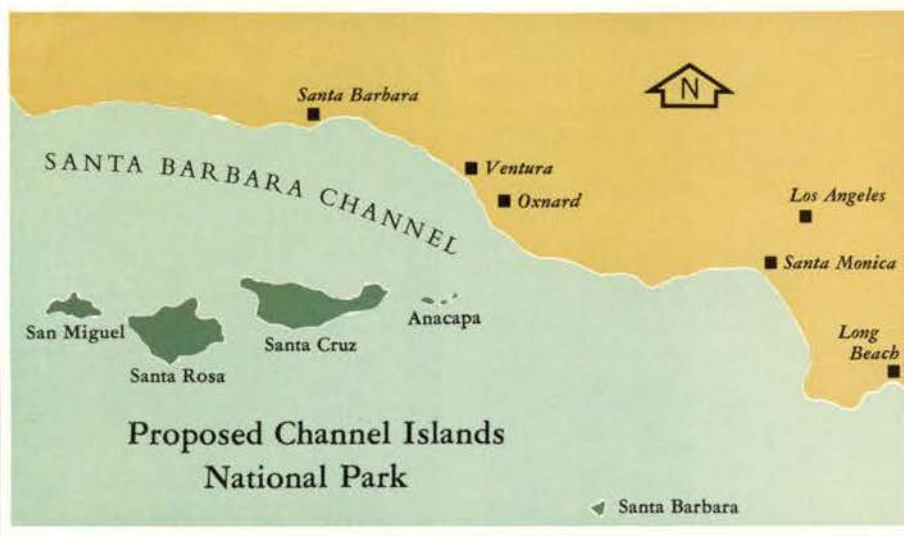 Santa Barbara
N
SANTA BARBARA CHANNEL
Ventura
Oxnard
Los Angeles
Santa Monica
San Miguel
Santa Rosa
Santa Cruz
Anacapa
Long
Beach
Proposed Channel Islands
National Park
Santa Barbara